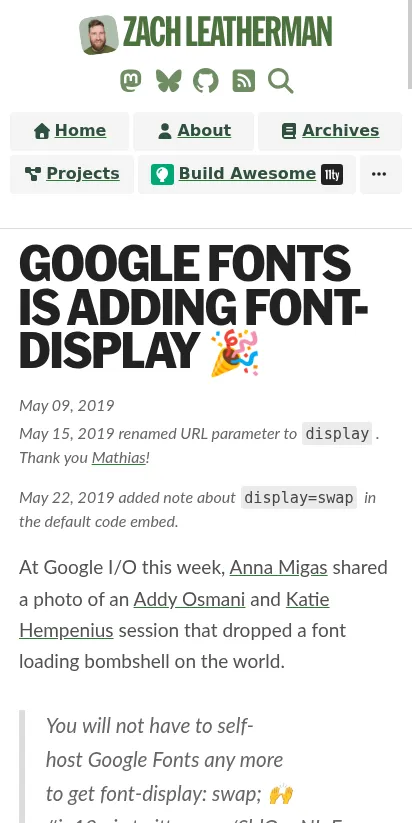 ZACH LEATHERMAN
Home
About
Archives
Projects
Build Awesome 11ty
GOOGLE FONTS
IS ADDING FONT-
DISPLAY 🎉
May 09, 2019
May 15, 2019 renamed URL parameter to display .
Thank you Mathias!
May 22, 2019 added note about display=swap in
the default code embed.
At Google I/O this week, Anna Migas shared
a photo of an Addy Osmani and Katie
Hempenius session that dropped a font
loading bombshell on the world.
You will not have to self-
host Google Fonts any more
to get font-display: swap; 🙌